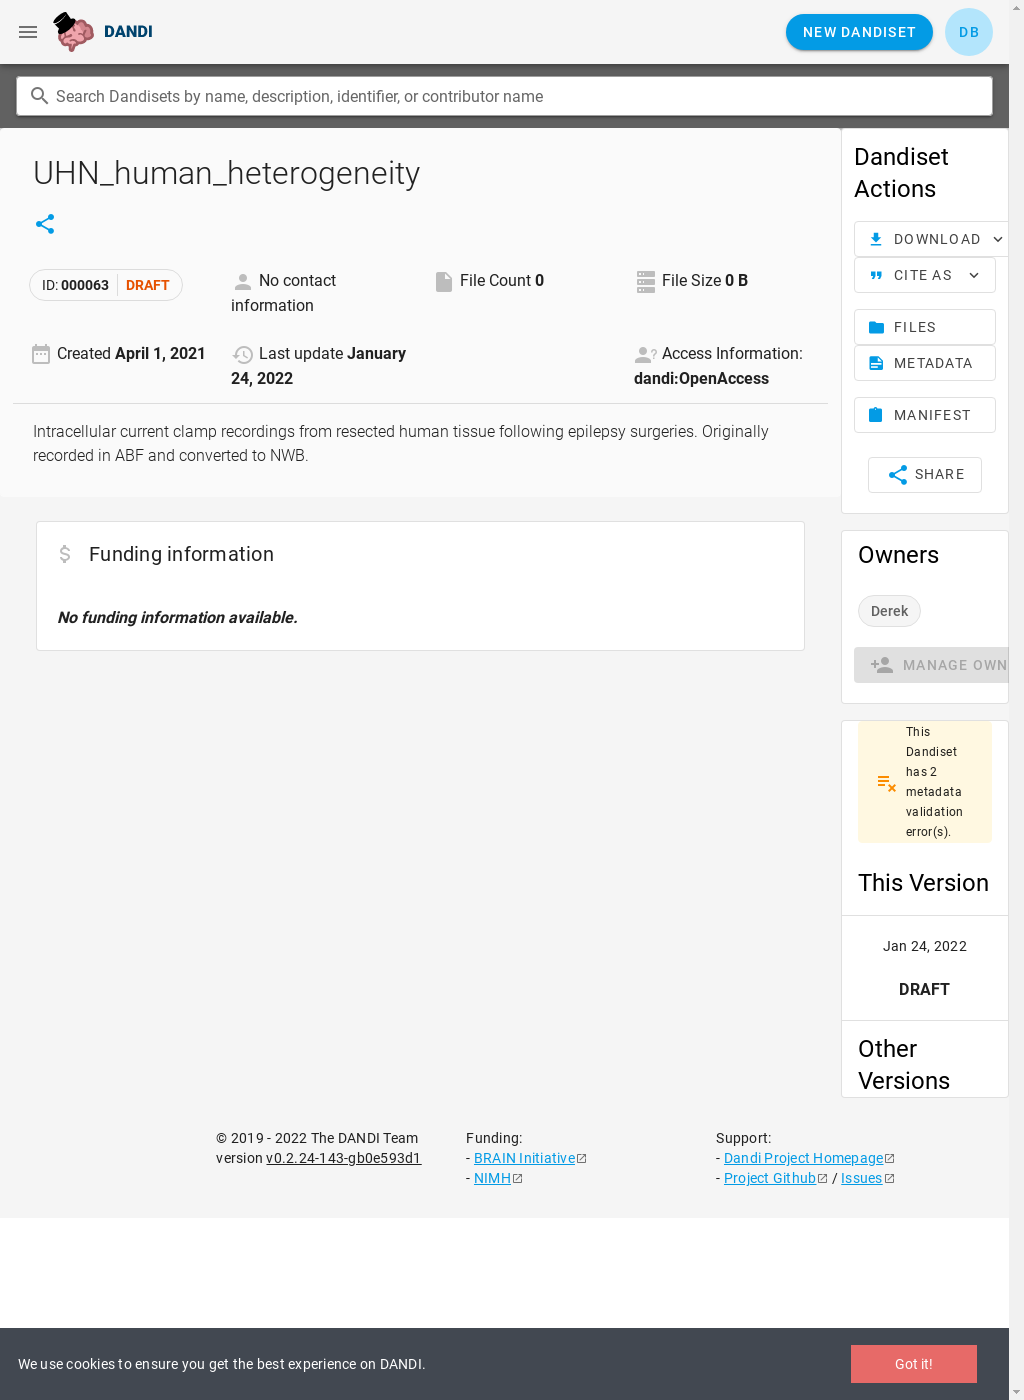 DANDI
NEW DANDISET
DB
Search Dandisets by name, description, identifier, or contributor name
UHN_human_heterogeneity
ID: 000063 DRAFT
No contact
information
File Count 0
File Size 0 B
Created April 1, 2021
Last update January
24, 2022
Access Information:
dandi:OpenAccess
Intracellular current clamp recordings from resected human tissue following epilepsy surgeries. Originally
recorded in ABF and converted to NWB.
Funding information
No funding information available.
Dandiset
Actions
DOWNLOAD
CITE AS
FILES
METADATA
MANIFEST
SHARE
Owners
Derek
MANAGE OWN
This
Dandiset
has 2
metadata
validation
error(s).
This Version
Jan 24, 2022
DRAFT
Other
Versions
© 2019 - 2022 The DANDI Team
version v0.2.24-143-gb0e593d1
Funding:
- BRAIN Initiative
- NIMH
Support:
- Dandi Project Homepage
- Project Github / Issues
We use cookies to ensure you get the best experience on DANDI.
Got it!